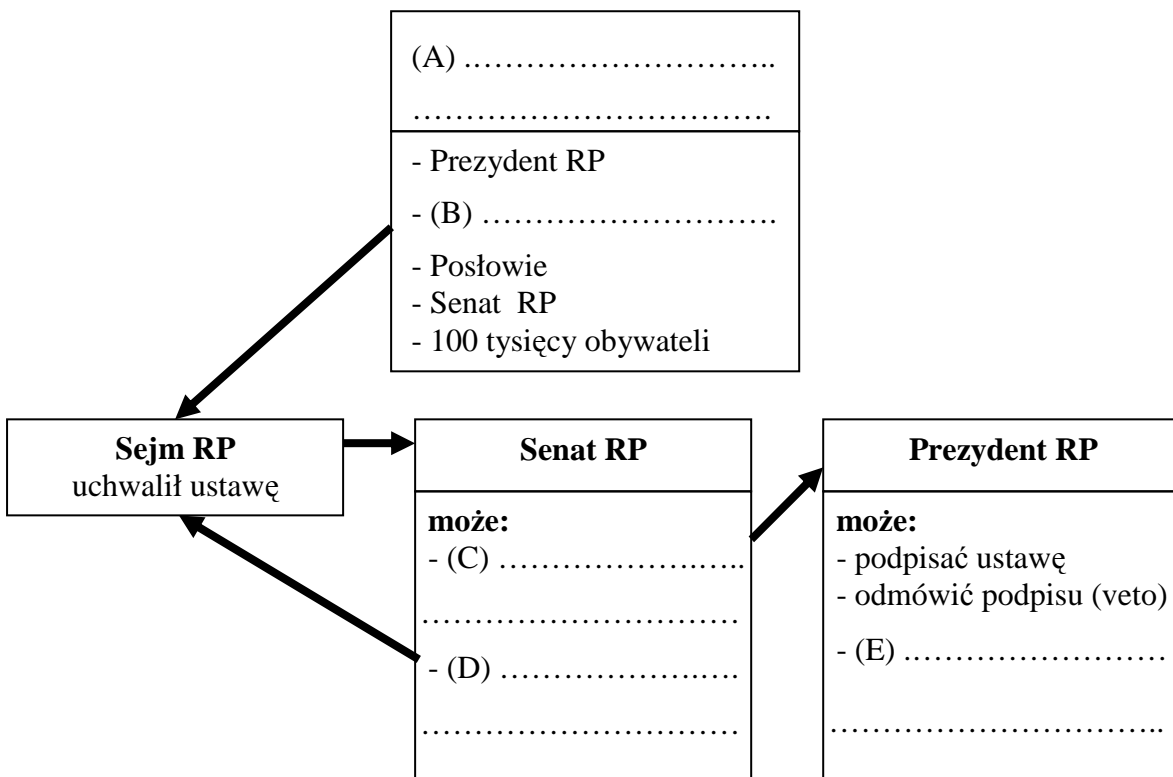 (A) .…………………………..
……………………………….
- Prezydent RP
- (B) ……………………….
- Posłowie
- Senat RP
- 100 tysięcy obywateli
Sejm RP
uchwalił ustawę
Senat RP
może:
- (C) ……………….…..
…………………………
- (D) ……………….….
…………………………
Prezydent RP
może:
- podpisać ustawę
- odmówić podpisu (veto)
- (E) .……………………
…………………………..